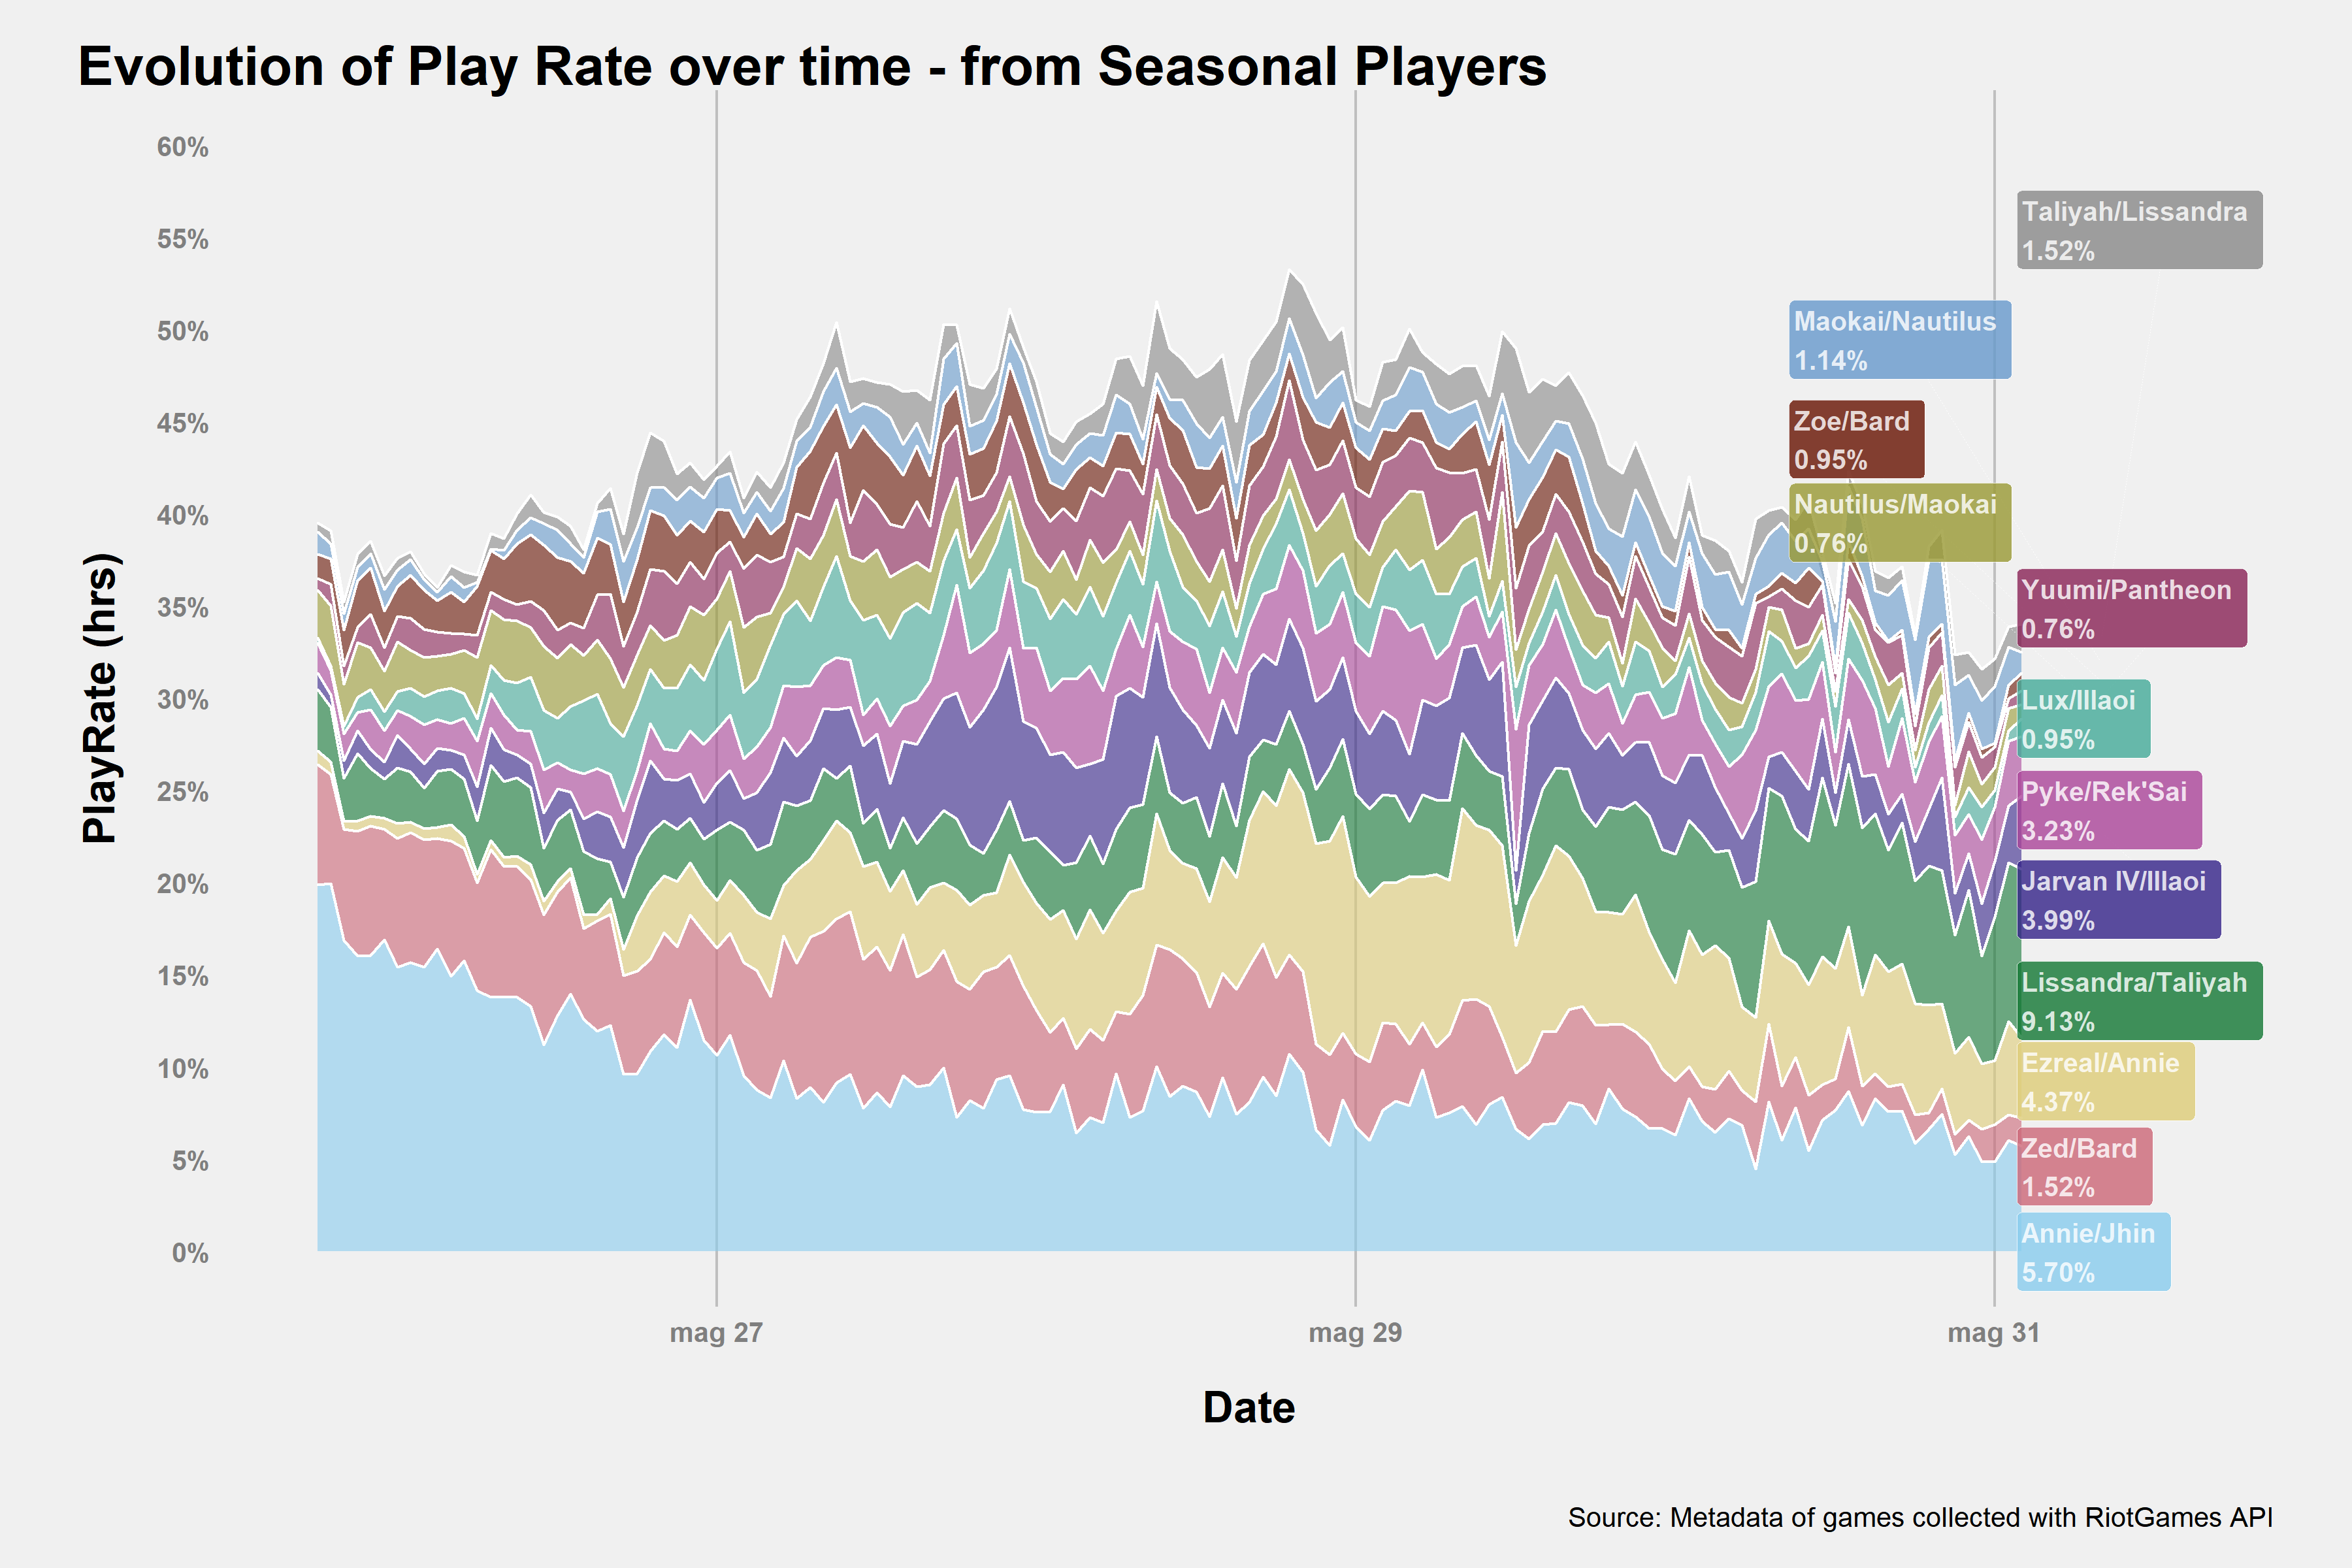 Evolution of Play Rate over time - from Seasonal Players
PlayRate (hrs)
60%
55%
50%
45%
40%
35%
30%
25%
20%
15%
10%
5%
0%
Taliyah/Lissandra
1.52%
Maokai/Nautilus
1.14%
Zoe/Bard
0.95%
Nautilus/Maokai
0.76%
Yuumi/Pantheon
0.76%
Lux/Illaoi
0.95%
Pyke/Rek'Sai
3.23%
Jarvan IV/Illaoi
3.99%
Lissandra/Taliyah
9.13%
Ezreal/Annie
4.37%
Zed/Bard
1.52%
Annie/Jhin
5.70%
mag 27
mag 29
mag 31
Date
Source: Metadata of games collected with RiotGames API